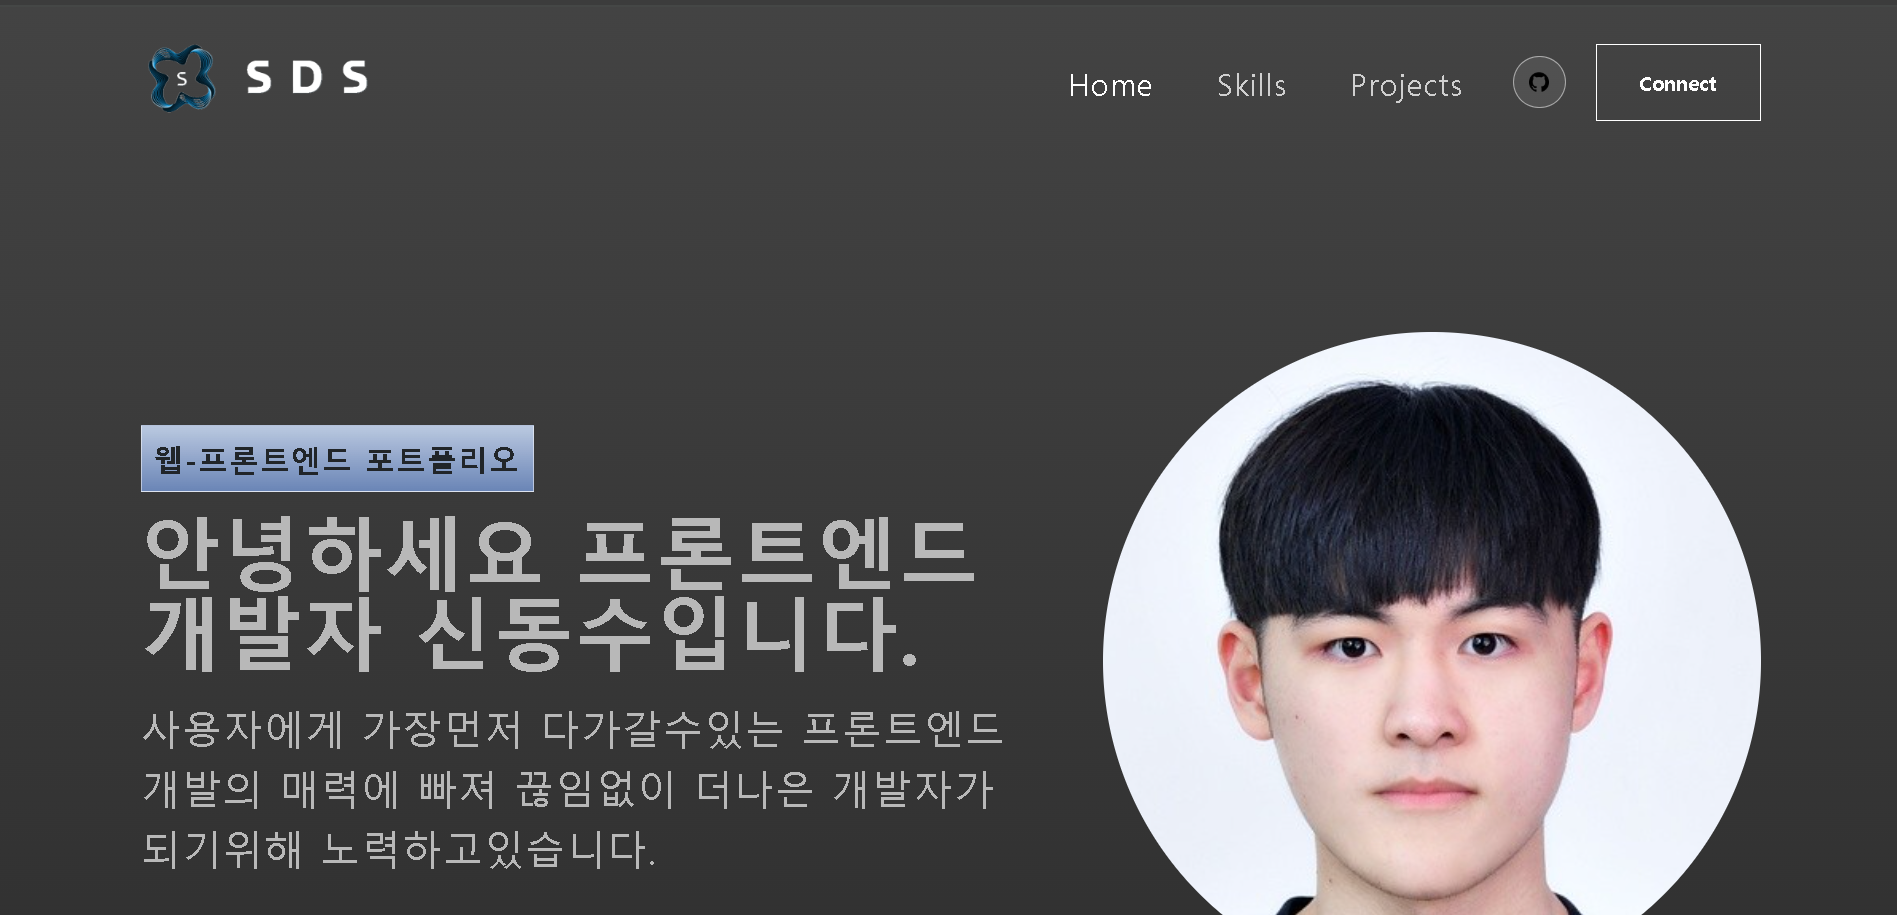 S
SDS
Home
Skills
Projects
Connect
웹-프론트엔드 포트폴리오
안녕하세요 프론트엔드
개발자 신동수입니다.
사용자에게 가장먼저 다가갈수있는 프론트엔드
개발의 매력에 빠져 끊임없이 더나은 개발자가
되기위해 노력하고있습니다.